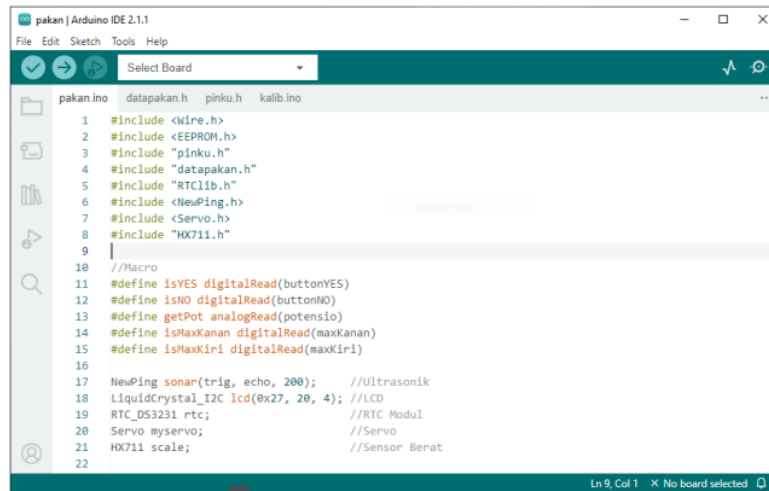 pakan | Arduino IDE 2.1.1
File Edit Sketch Tools Help
Select Board
pakan.ino datapakan.h pinku.h kalib.ino
1 #include <Wire.h>
2 #include <EEPROM.h>
3 #include "pinku.h"
4 #include "datapakan.h"
5 #include "RTClib.h"
6 #include <NewPing.h>
7 #include <Servo.h>
8 #include "HX711.h"
9
10 //Macro
11 #define isYES digitalRead(buttonYES)
12 #define isNO digitalRead(buttonNO)
13 #define getPot analogRead(potensio)
14 #define isMaxKanan digitalRead(maxKanan)
15 #define isMaxKiri digitalRead(maxKiri)
16
17 NewPing sonar(trig, echo, 200); //Ultrasonik
18 LiquidCrystal_I2C lcd(0x27, 20, 4); //LCD
19 RTC_DS3231 rtc; //RTC Modul
20 Servo myservo; //Servo
21 HX711 scale; //Sensor Berat
22
Ln 9, Col 1 No board selected